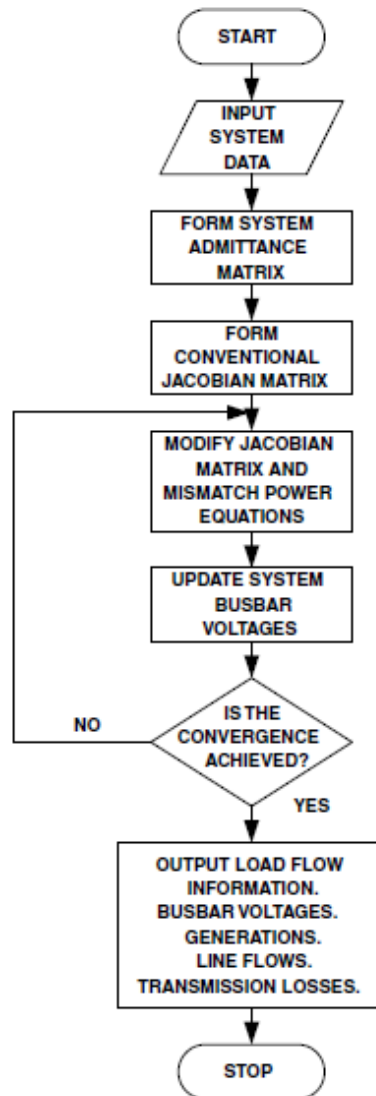 START
INPUT
SYSTEM
DATA
FORM SYSTEM
ADMITTANCE
MATRIX
FORM
CONVENTIONAL
JACOBIAN MATRIX
MODIFY JACOBIAN
MATRIX AND
MISMATCH POWER
EQUATIONS
UPDATE SYSTEM
BUSBAR
VOLTAGES
IS THE
CONVERGENCE
ACHIEVED?
NO
YES
OUTPUT LOAD FLOW
INFORMATION.
BUSBAR VOLTAGES.
GENERATIONS.
LINE FLOWS.
TRANSMISSION LOSSES.
STOP